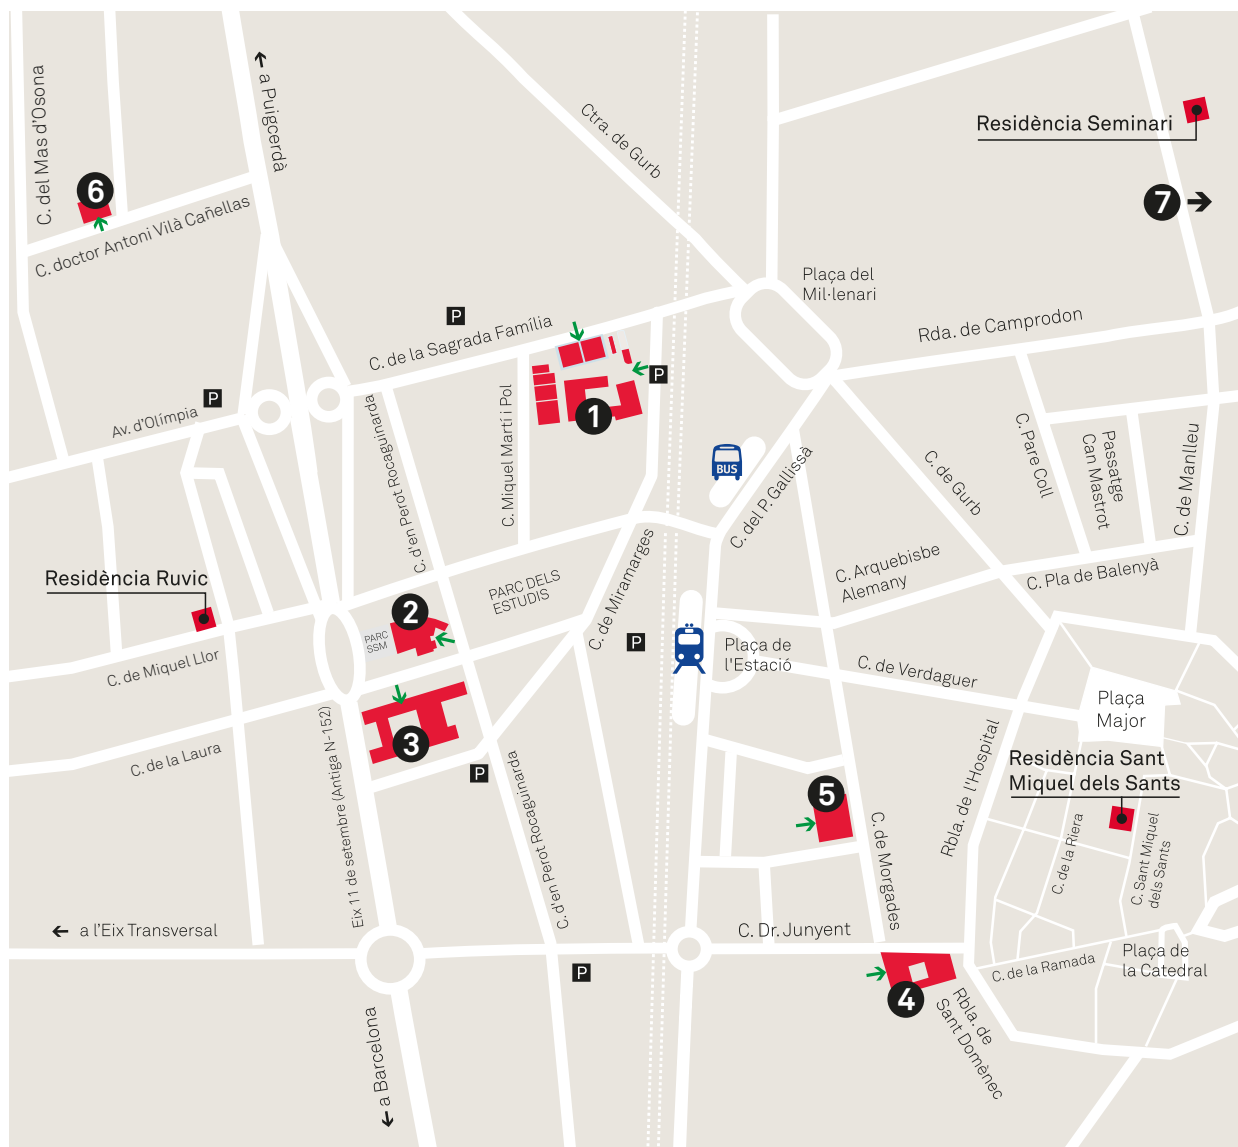 C. del Mas d'Osona
a Puigcerdà
Ctra. de Gurb
Residència Seminari
6
7
C. doctor Antoni Vilà Cañellas
Plaça del
Mil·lenari
P
C. de la Sagrada Família
Rda. de Camprodon
P
P
Av. d'Olímpia
C. d'en Perot Rocaguinarda
C. Miquel Martí i Pol
1
BUS
C. del P. Gallissà
C. de Gurb
C. Pare Coll
Passatge
Can Mastrot
C. de Manlleu
Residència Ruvic
PARC DELS
ESTUDIS
C. de Miramarges
C. Arquebisbe
Alemany
C. Pla de Balenyà
2
PARC
SSM
P
Plaça de
l'Estació
C. de Miquel Llor
C. de Verdaguer
Plaça
Major
3
C. de la Laura
Eix 11 de setembre (Antiga N-152)
P
C. d'en Perot Rocaguinarda
Rbla. de l'Hospital
Residència Sant
Miquel dels Sants
5
C. de Morgades
C. de la Riera
C. Sant Miquel
dels Sants
a l'Eix Transversal
C. Dr. Junyent
P
4
C. de la Ramada
Plaça de
la Catedral
Rbla. de
Sant Domènec
a Barcelona